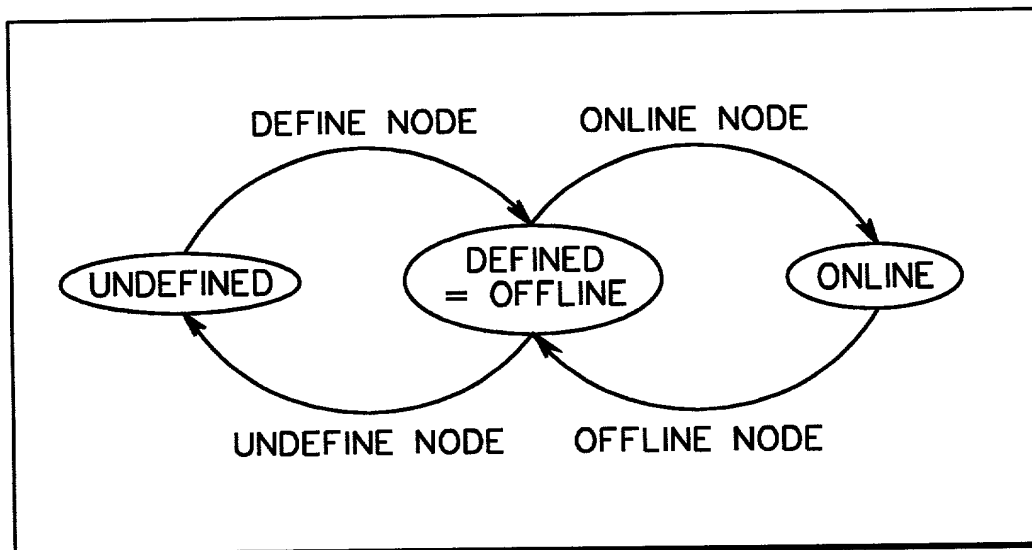 DEFINE NODE
ONLINE NODE
UNDEFINED
DEFINED
= OFFLINE
ONLINE
UNDEFINE NODE
OFFLINE NODE